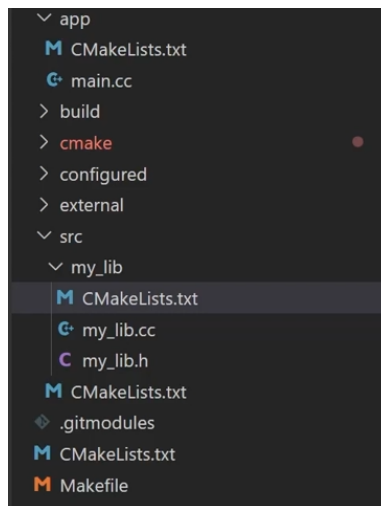 app
CMakeLists.txt
main.cc
build
cmake
configured
external
src
my_lib
CMakeLists.txt
my_lib.cc
my_lib.h
CMakeLists.txt
.gitmodules
CMakeLists.txt
Makefile